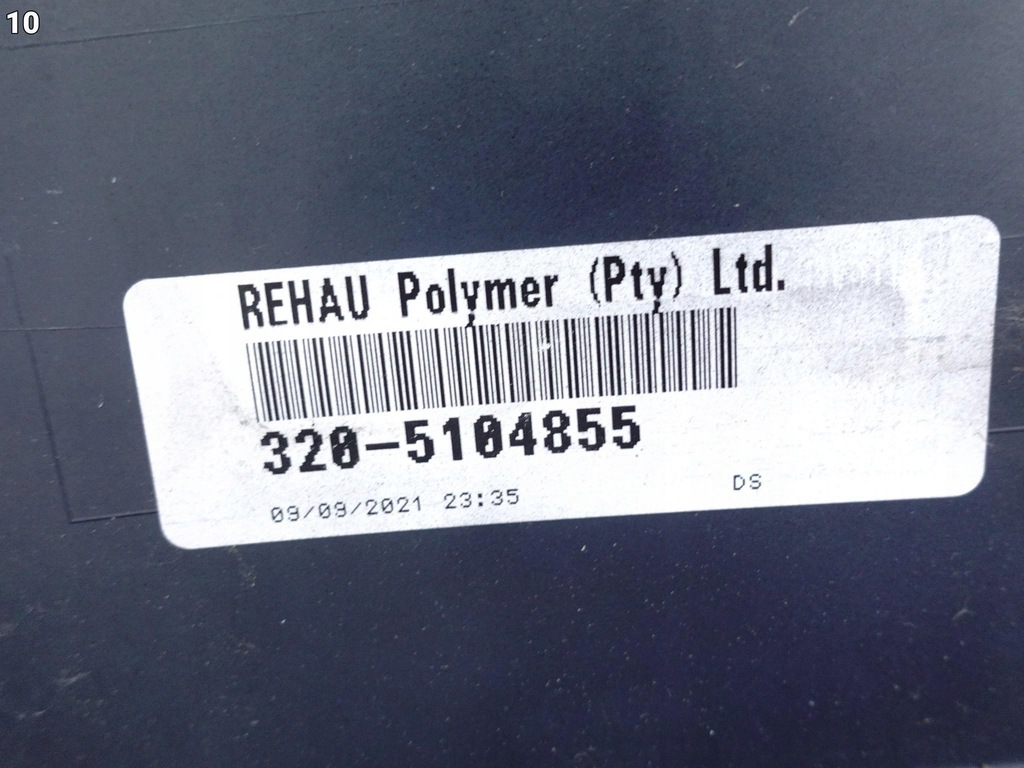 10
REHAU Polymer (Pty) Ltd.
320-5104855
09/09/2021 23:35
DS